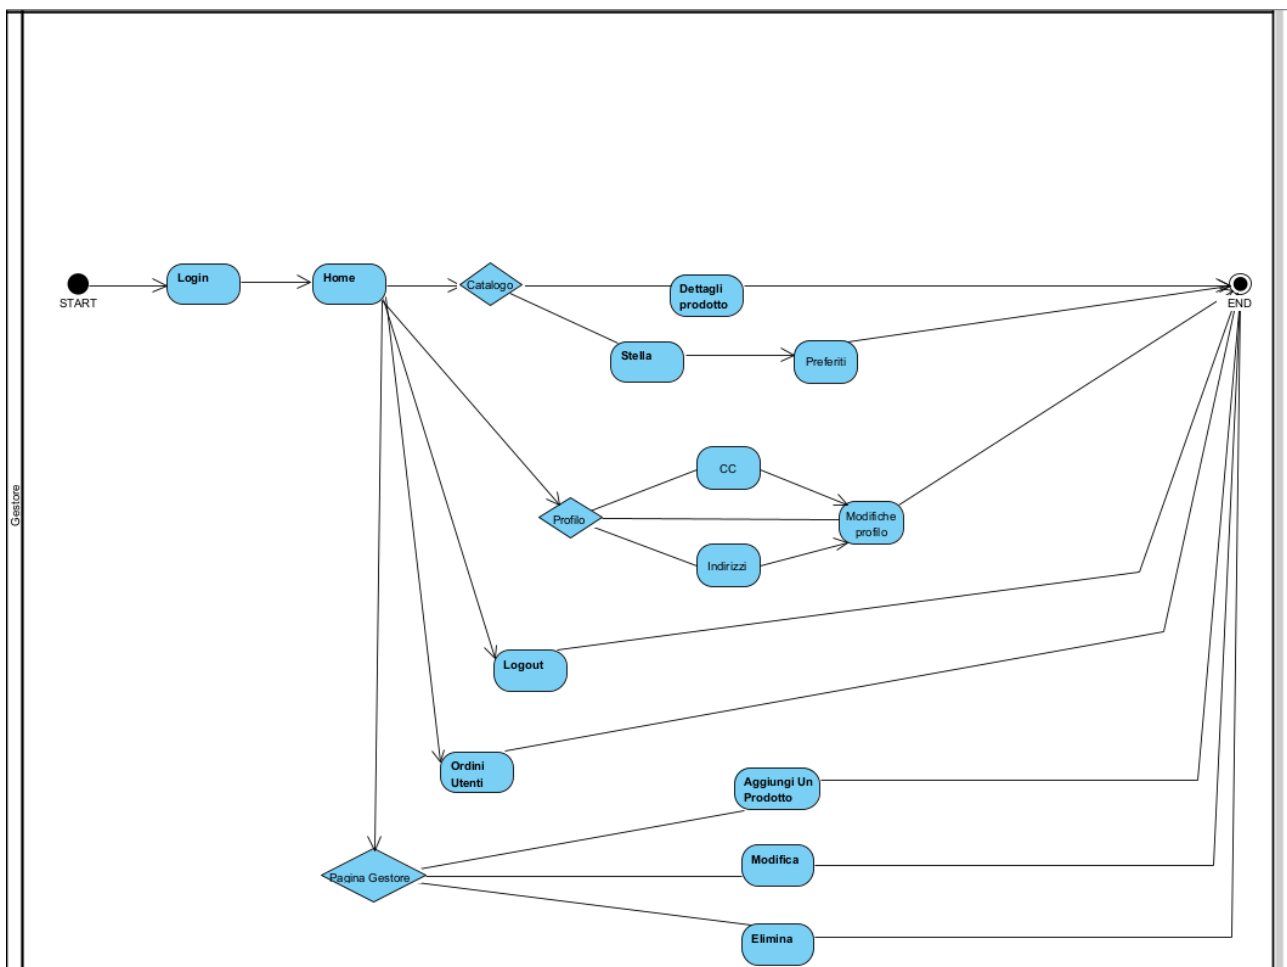 Gestore
START
Login
Home
Catalogo
Dettagli
prodotto
END
Stella
Preferiti
CC
Profilo
Modifiche
profilo
Indirizzi
Logout
Ordini
Utenti
Aggiungi Un
Prodotto
Pagina Gestore
Modifica
Elimina